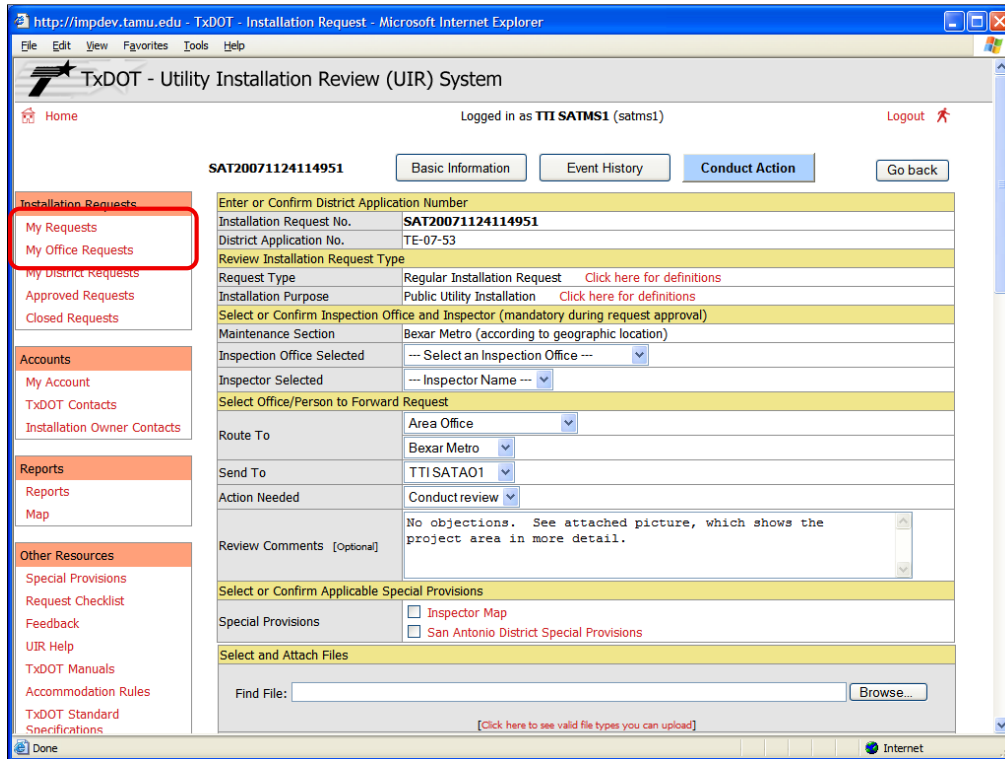 http://impdev.tamu.edu - TxDOT - Installation Request - Microsoft Internet Explorer
File Edit View Favorites Tools Help
TxDOT - Utility Installation Review (UIR) System
Home Logged in as TTI SATMS1 (satms1) Logout
SAT20071124114951 Basic Information Event History Conduct Action Go back
Installation Requests
My Requests
My Office Requests
My District Requests
Approved Requests
Closed Requests
Accounts
My Account
TxDOT Contacts
Installation Owner Contacts
Reports
Reports
Map
Other Resources
Special Provisions
Request Checklist
Feedback
UIR Help
TxDOT Manuals
Accommodation Rules
TxDOT Standard
Specifications
Enter or Confirm District Application Number
Installation Request No. SAT20071124114951
District Application No. TE-07-53
Review Installation Request Type
Request Type Regular Installation Request Click here for definitions
Installation Purpose Public Utility Installation Click here for definitions
Select or Confirm Inspection Office and Inspector (mandatory during request approval)
Maintenance Section Bexar Metro (according to geographic location)
Inspection Office Selected --- Select an Inspection Office ---
Inspector Selected --- Inspector Name ---
Select Office/Person to Forward Request
Route To Area Office
Bexar Metro
Send To TTI SATAO1
Action Needed Conduct review
Review Comments [Optional] No objections. See attached picture, which shows the
project area in more detail.
Select or Confirm Applicable Special Provisions
Special Provisions Inspector Map
San Antonio District Special Provisions
Select and Attach Files
Find File: Browse...
[Click here to see valid file types you can upload]
Done Internet